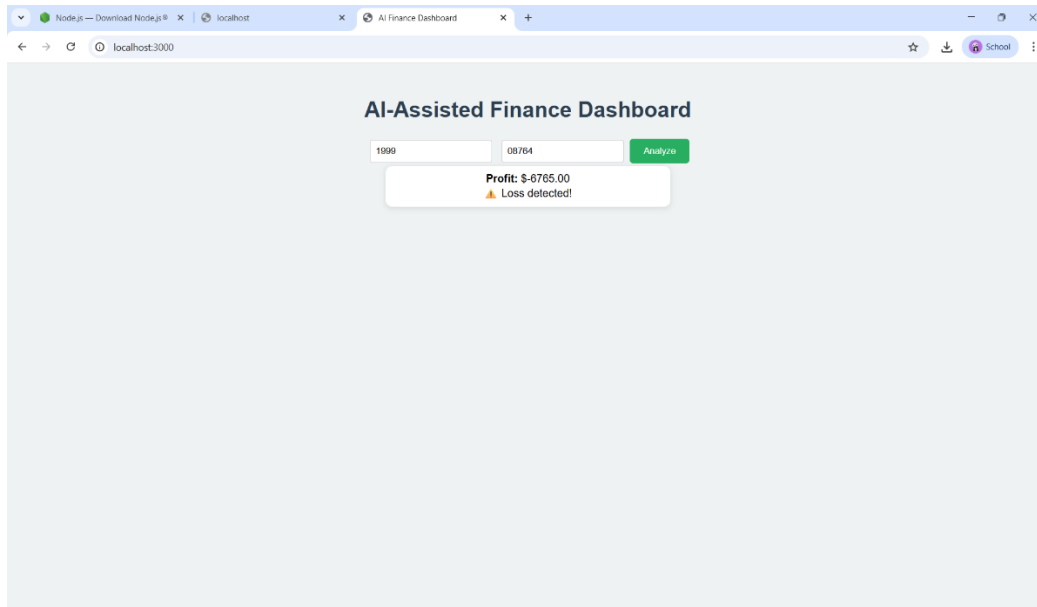 Node.js — Download Node.js®
localhost
AI Finance Dashboard
localhost:3000
School
AI-Assisted Finance Dashboard
1999
08764
Analyze
Profit: $-6765.00
⚠️ Loss detected!